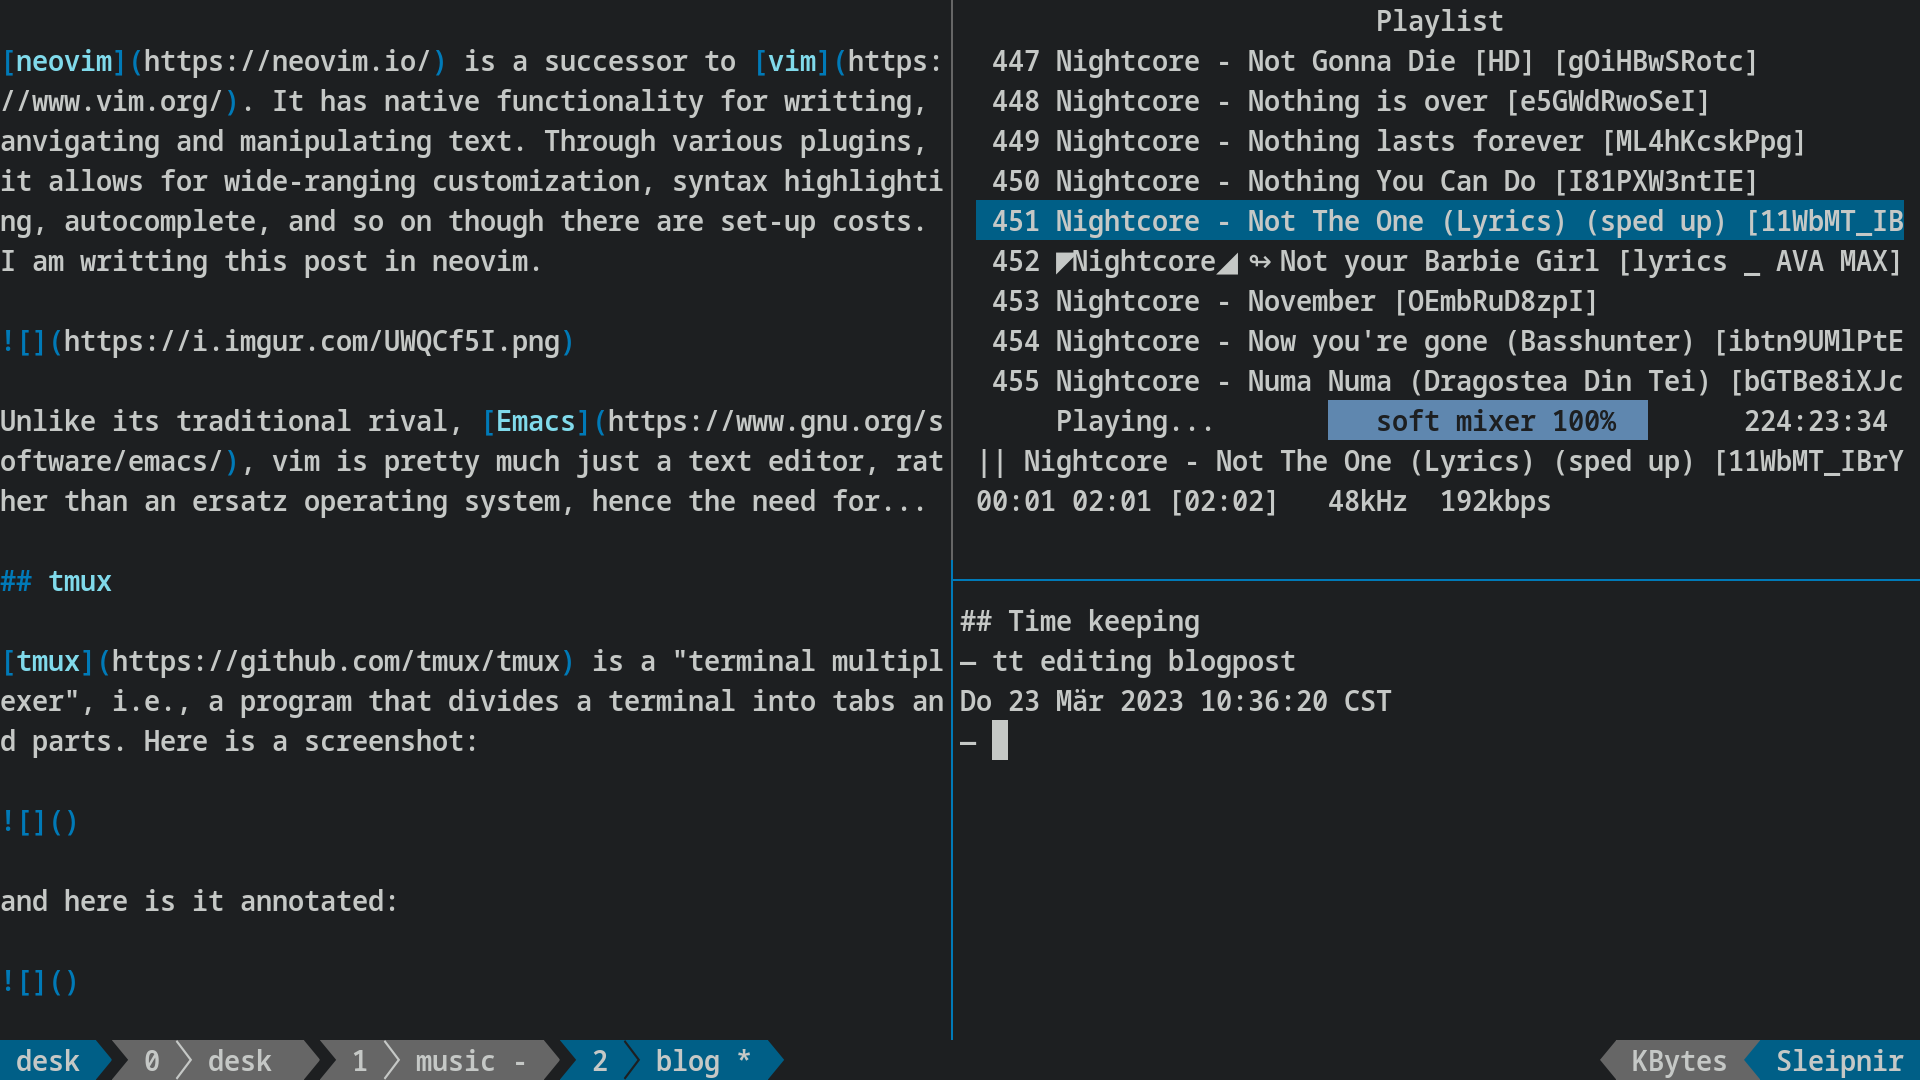 [neovim](https://neovim.io/) is a successor to [vim](https:
//www.vim.org/). It has native functionality for writting,
anvigating and manipulating text. Through various plugins,
it allows for wide-ranging customization, syntax highlighti
ng, autocomplete, and so on though there are set-up costs.
I am writting this post in neovim.
![](https://i.imgur.com/UWQCf5I.png)
Unlike its traditional rival, [Emacs](https://www.gnu.org/s
oftware/emacs/), vim is pretty much just a text editor, rat
her than an ersatz operating system, hence the need for...
## tmux
[tmux](https://github.com/tmux/tmux) is a "terminal multipl
exer", i.e., a program that divides a terminal into tabs an
d parts. Here is a screenshot:
![]()
and here is it annotated:
![]()
Playlist
447 Nightcore - Not Gonna Die [HD] [gOiHBwSRotc]
448 Nightcore - Nothing is over [e5GWdRwoSeI]
449 Nightcore - Nothing lasts forever [ML4hKcskPpg]
450 Nightcore - Nothing You Can Do [I81PXW3ntIE]
451 Nightcore - Not The One (Lyrics) (sped up) [11WbMT_IB
452 ◤Nightcore◢ ↬ Not your Barbie Girl [lyrics _ AVA MAX]
453 Nightcore - November [OEmbRuD8zpI]
454 Nightcore - Now you're gone (Basshunter) [ibtn9UMlPtE
455 Nightcore - Numa Numa (Dragostea Din Tei) [bGTBe8iXJc
Playing... soft mixer 100% 224:23:34
|| Nightcore - Not The One (Lyrics) (sped up) [11WbMT_IBrY
00:01 02:01 [02:02] 48kHz 192kbps
## Time keeping
– tt editing blogpost
Do 23 Mär 2023 10:36:20 CST
–
desk 0 desk 1 music - 2 blog * KBytes Sleipnir